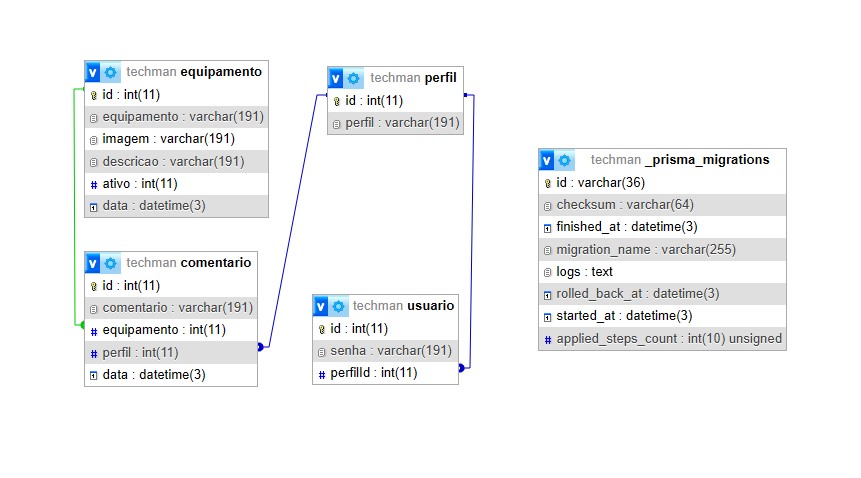 techman equipamento
id : int(11)
equipamento : varchar(191)
imagem : varchar(191)
descricao : varchar(191)
ativo : int(11)
data : datetime(3)
techman comentario
id : int(11)
comentario : varchar(191)
equipamento : int(11)
perfil : int(11)
data : datetime(3)
techman perfil
id : int(11)
perfil : varchar(191)
techman usuario
id : int(11)
senha : varchar(191)
perfilId : int(11)
techman _prisma_migrations
id : varchar(36)
checksum : varchar(64)
finished_at : datetime(3)
migration_name : varchar(255)
logs : text
rolled_back_at : datetime(3)
started_at : datetime(3)
applied_steps_count : int(10) unsigned